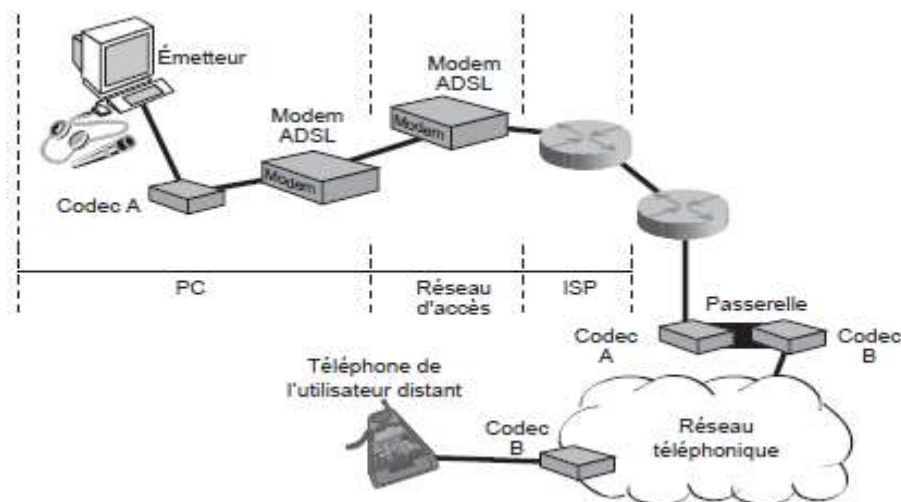 Émetteur
Modem
ADSL
Modem
Modem
ADSL
Modem
Codec A
PC
Réseau
d'accès
ISP
Passerelle
Codec
A
Codec
B
Téléphone de
l'utilisateur distant
Codec
B
Réseau
téléphonique